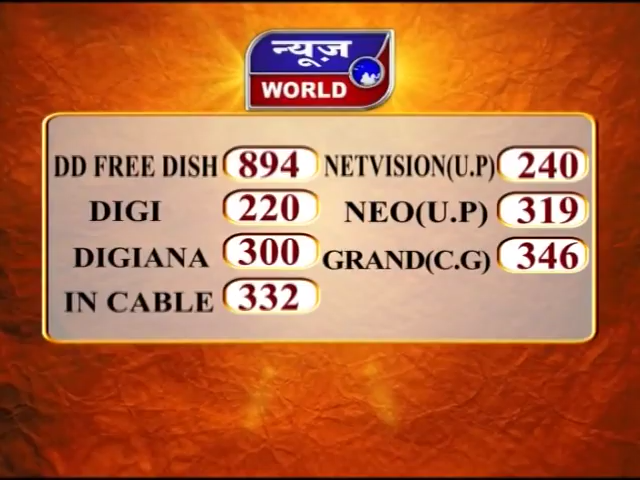 न्यूज़
WORLD
DD FREE DISH 894 NETVISION(U.P) 240
DIGI 220 NEO(U.P) 319
DIGIANA 300 GRAND(C.G) 346
IN CABLE 332